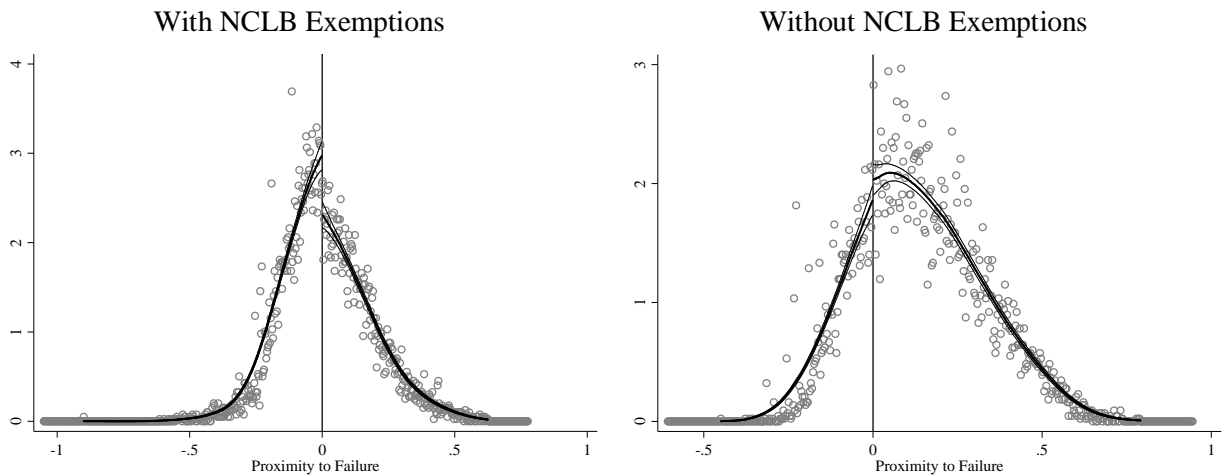 With NCLB Exemptions
4
3
2
1
0
-1 -.5 0 .5 1
Proximity to Failure
Without NCLB Exemptions
3
2
1
0
0 .5 1
Proximity to Failure